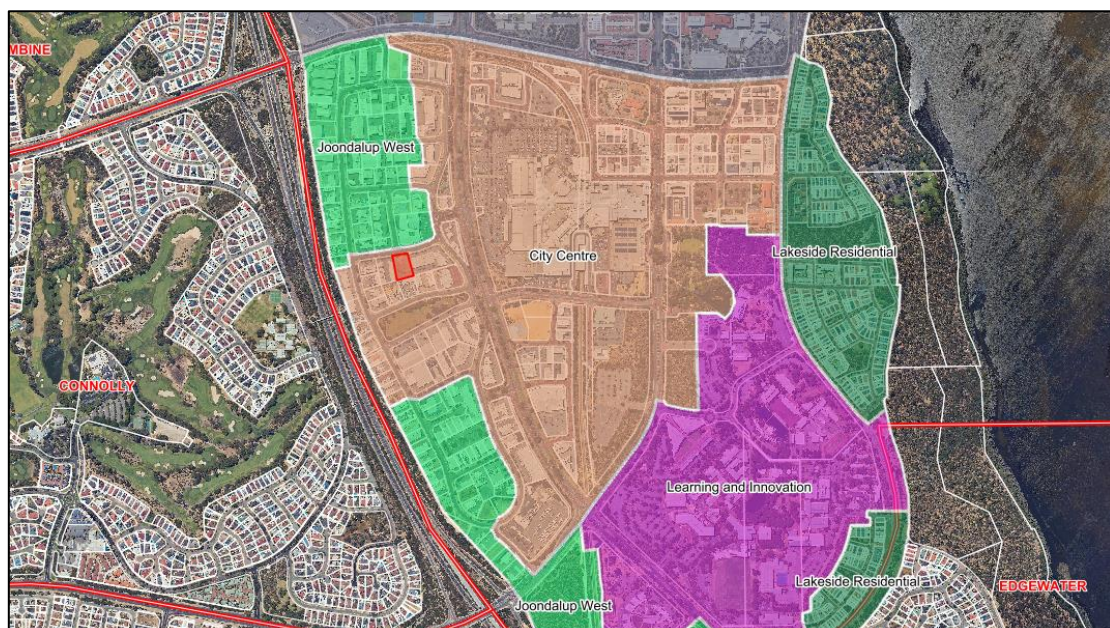 MBINE
Joondalup West
City Centre
Lakeside Residential
CONNOLLY
Learning and Innovation
Lakeside Residential
EDGEWATER
Joondalup West